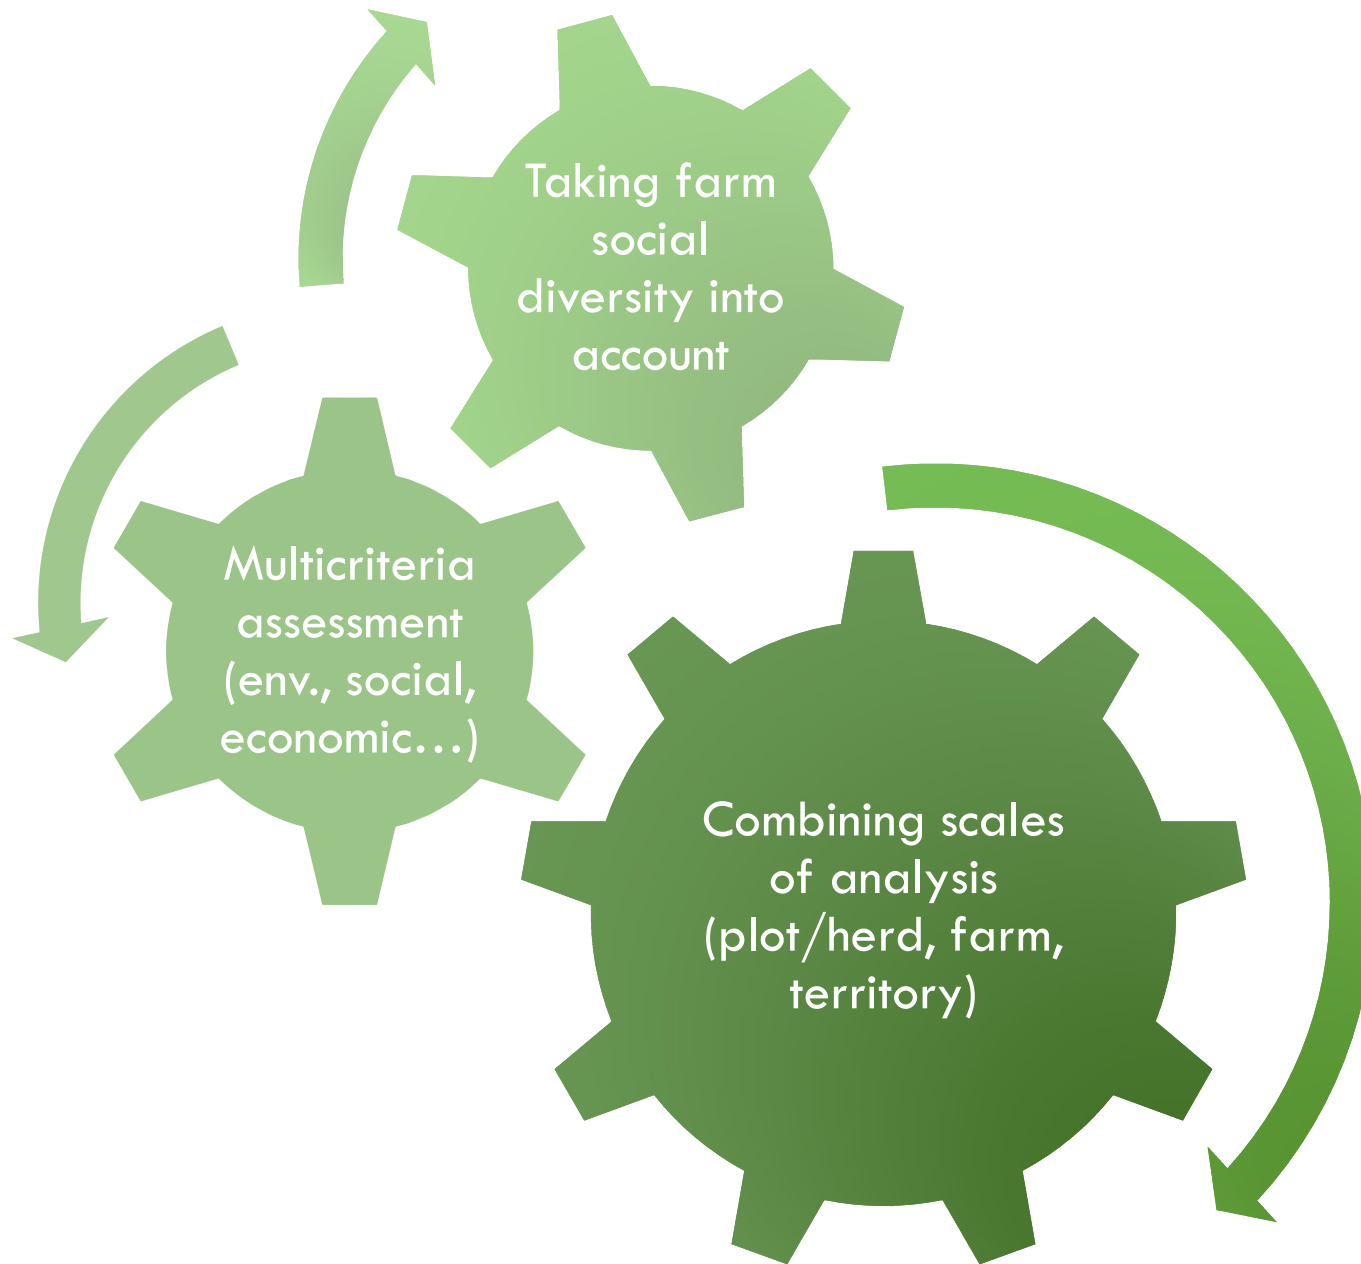 Taking farm
social
diversity into
account
Multicriteria
assessment
(env., social,
economic…)
Combining scales
of analysis
(plot/herd, farm,
territory)